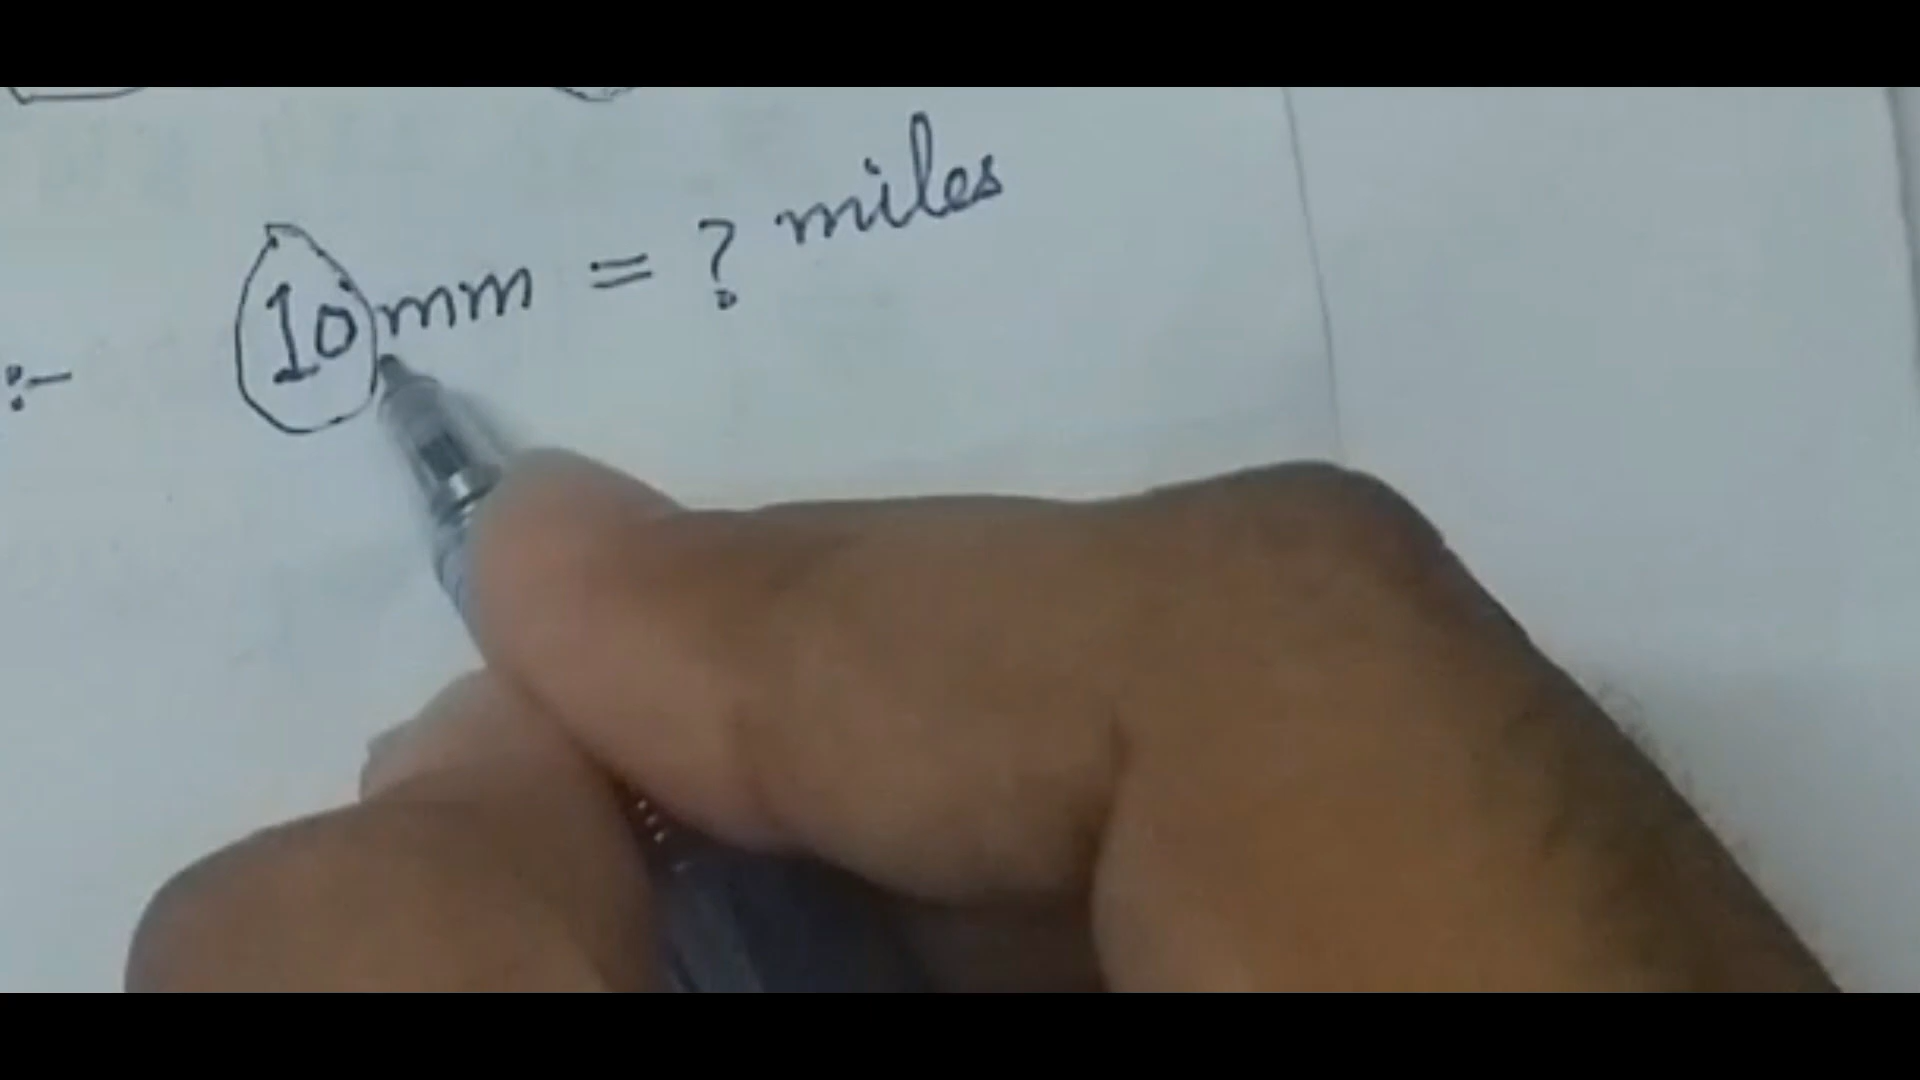 :- 10 mm = ? miles